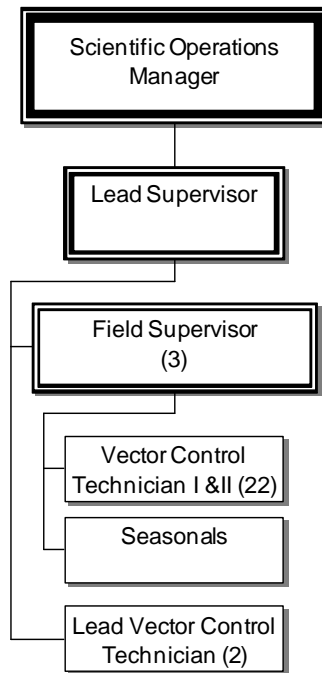 Scientific Operations
Manager
Lead Supervisor
Field Supervisor
(3)
Vector Control
Technician I &II (22)
Seasonals
Lead Vector Control
Technician (2)